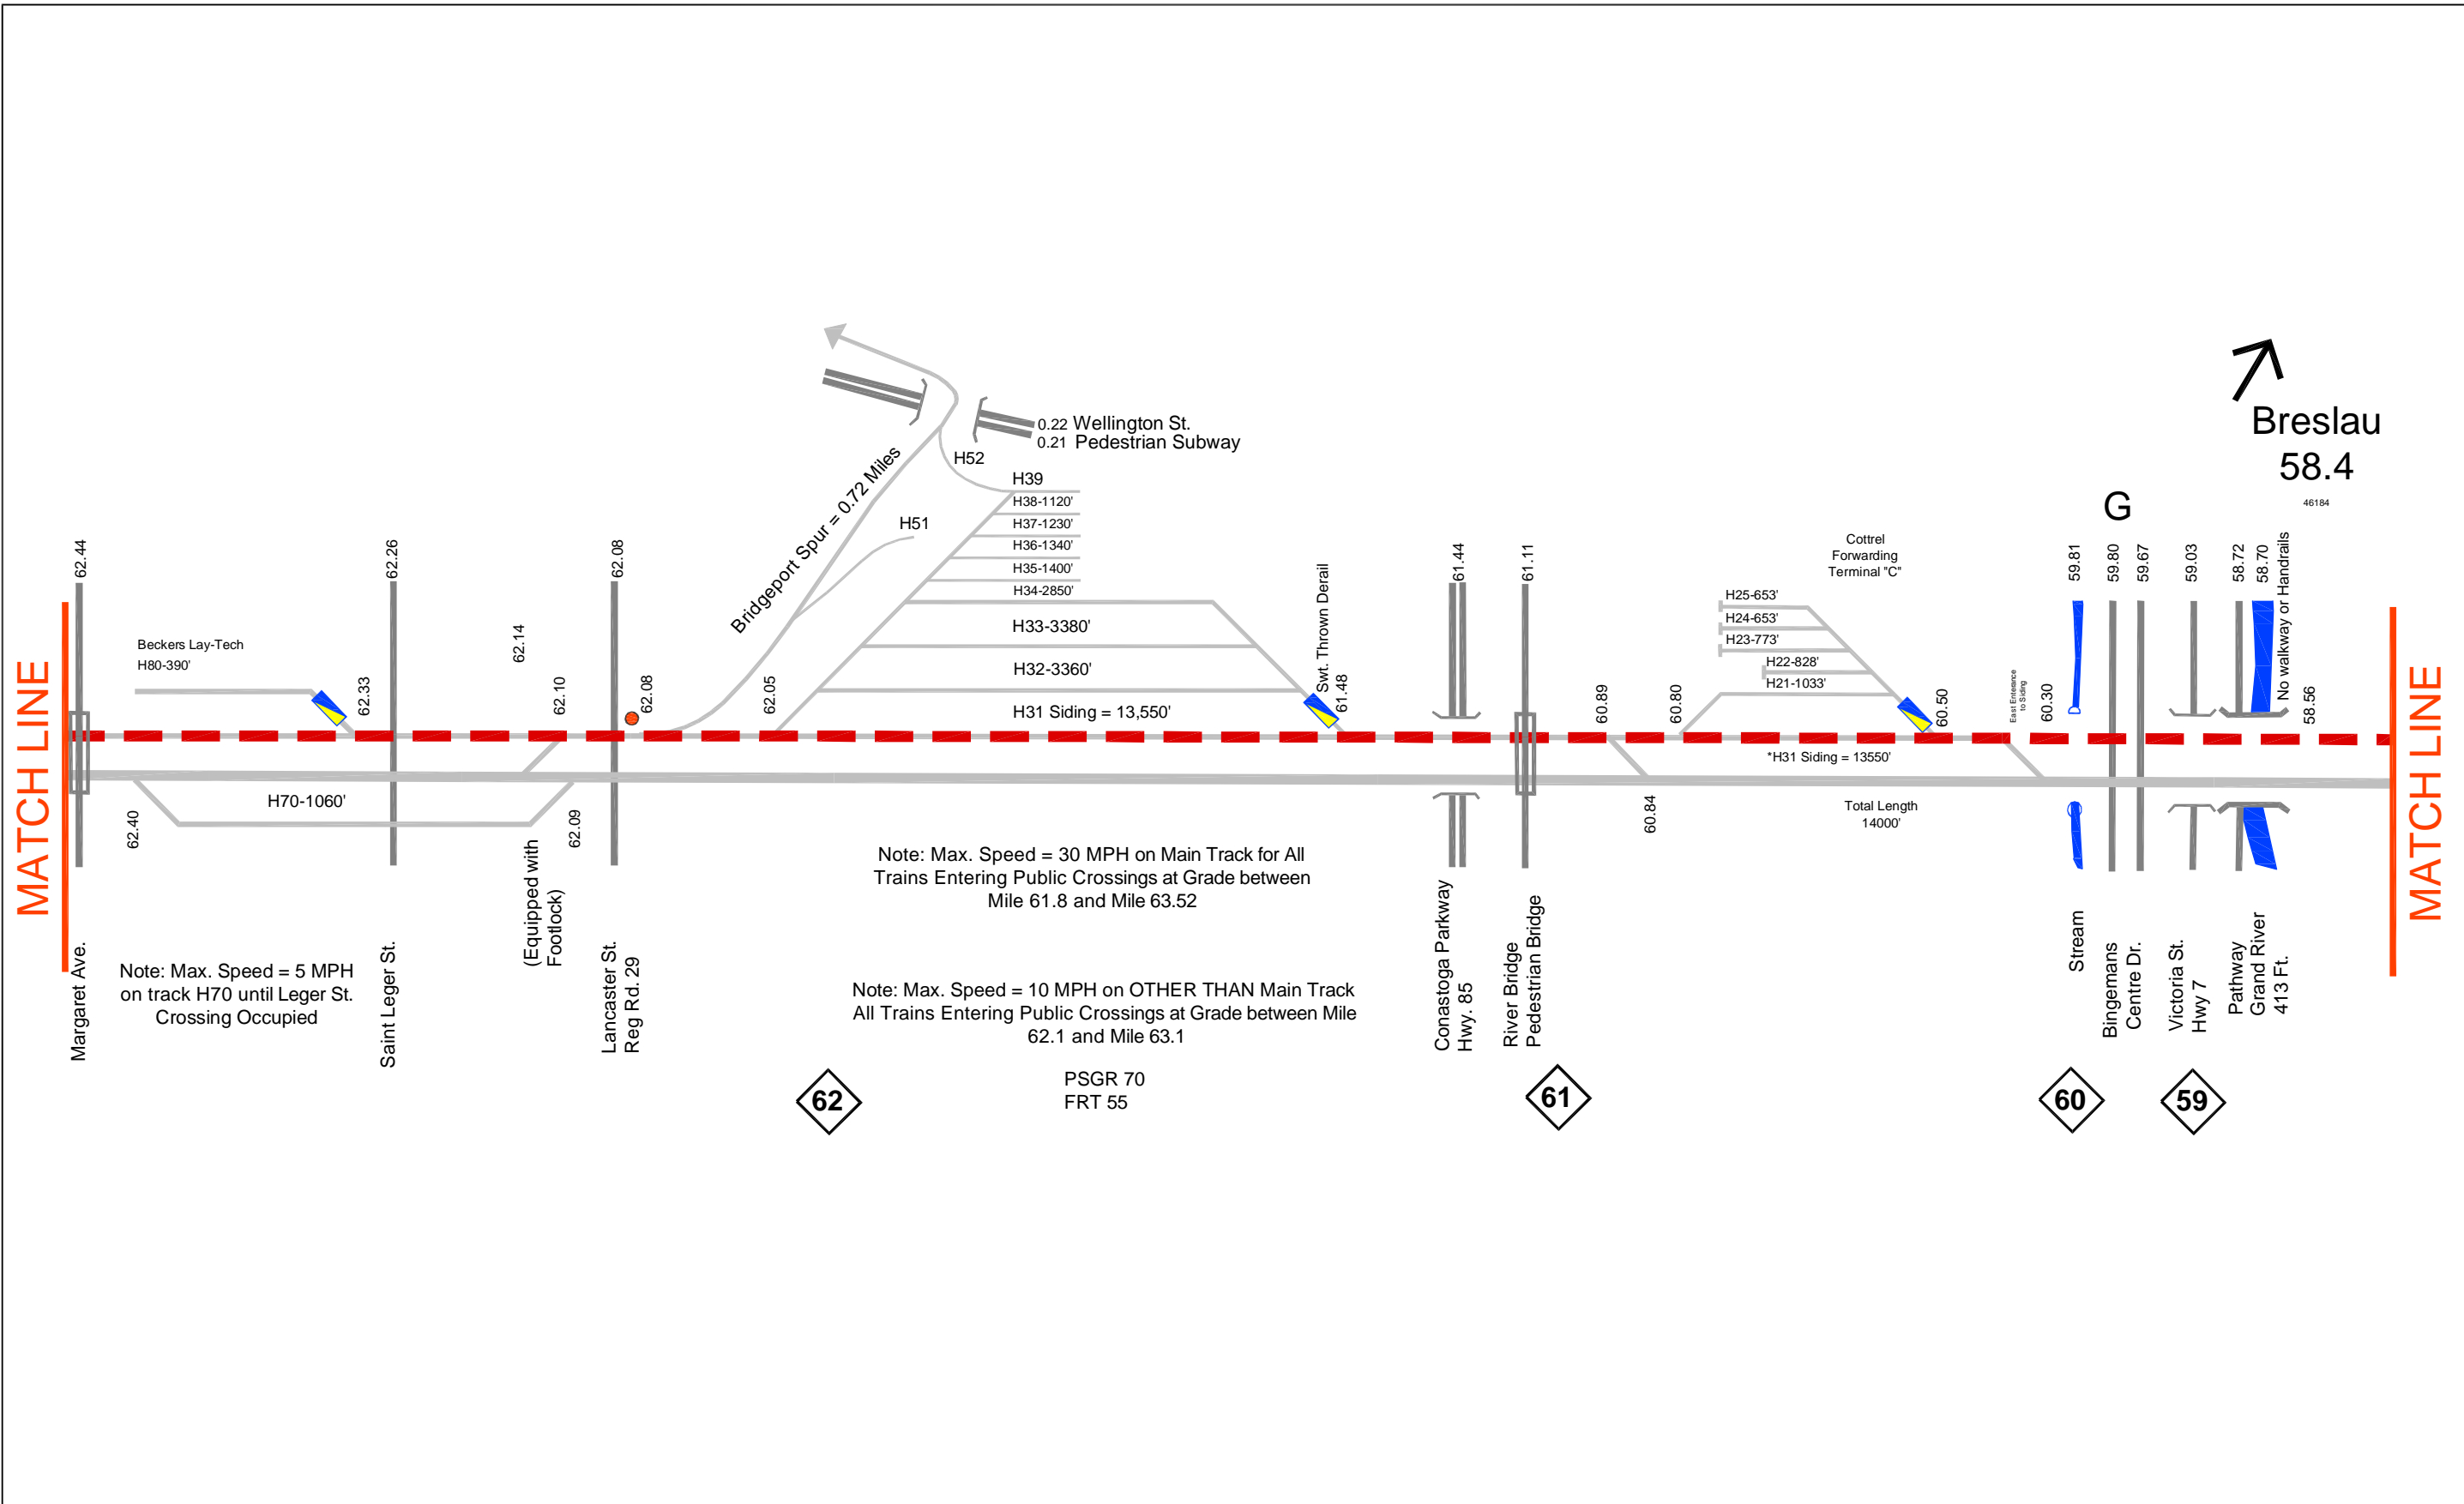 MATCH LINE
62.44
Margaret Ave.
Beckers Lay-Tech
H80-390'
62.33
62.40
H70-1060'
Note: Max. Speed = 5 MPH
on track H70 until Leger St.
Crossing Occupied
62.26
Saint Leger St.
62.14
62.10
62.09
(Equipped with
Footlock)
62.08
62.08
Lancaster St.
Reg Rd. 29
Bridgeport Spur = 0.72 Miles
62.05
0.22 Wellington St.
0.21 Pedestrian Subway
H52
H51
H39
H38-1120'
H37-1230'
H36-1340'
H35-1400'
H34-2850'
H33-3380'
H32-3360'
H31 Siding = 13,550'
Swt. Thrown Derail
61.48
Note: Max. Speed = 30 MPH on Main Track for All
Trains Entering Public Crossings at Grade between
Mile 61.8 and Mile 63.52
Note: Max. Speed = 10 MPH on OTHER THAN Main Track
All Trains Entering Public Crossings at Grade between Mile
62.1 and Mile 63.1
PSGR 70
FRT 55
62
61.44
Conastoga Parkway
Hwy. 85
61.11
River Bridge
Pedestrian Bridge
61
60.89
60.84
60.80
Cottrel
Forwarding
Terminal "C"
H25-653'
H24-653'
H23-773'
H22-828'
H21-1033'
60.50
*H31 Siding = 13550'
Total Length
14000'
East Enterance
to Siding
60.30
59.81
Stream
60
G
59.80
59.67
Bingemans
Centre Dr.
59.03
Victoria St.
Hwy 7
59
58.72
58.70
No walkway or Handrails
Pathway
Grand River
413 Ft.
58.56
Breslau
58.4
46184
MATCH LINE